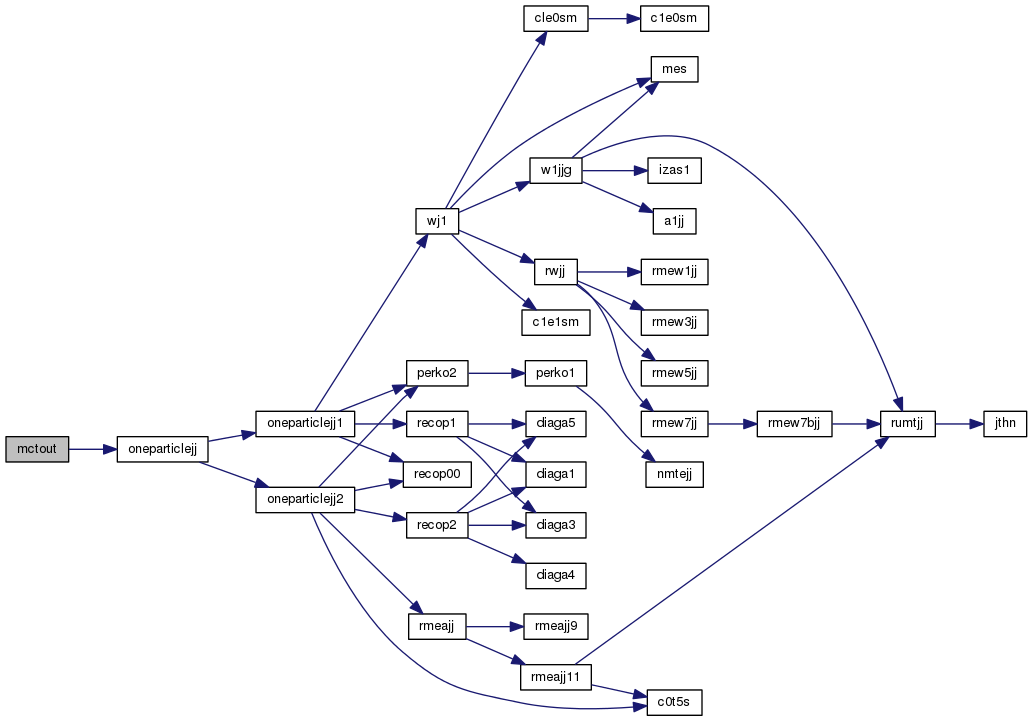 cle0sm
c1e0sm
mes
w1jjg
izas1
a1jj
wj1
rwjj
rmew1jj
c1e1sm
rmew3jj
perko2
perko1
rmew5jj
oneparticlejj1
recop1
diaga5
rmew7jj
rmew7bjj
rumtjj
jthn
mctout
oneparticlejj
recop00
diaga1
nmtejj
oneparticlejj2
recop2
diaga3
diaga4
rmeajj
rmeajj9
rmeajj11
c0t5s